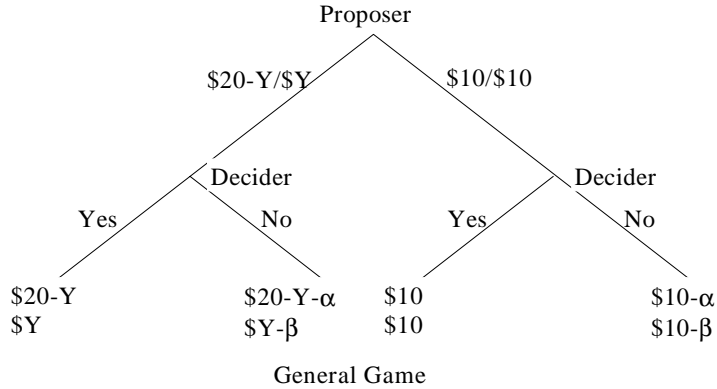 Proposer
$20-Y/$Y $10/$10
Decider Decider
Yes No Yes No
$20-Y $20-Y-α $10 $10-α
$Y $Y-β $10 $10-β
General Game